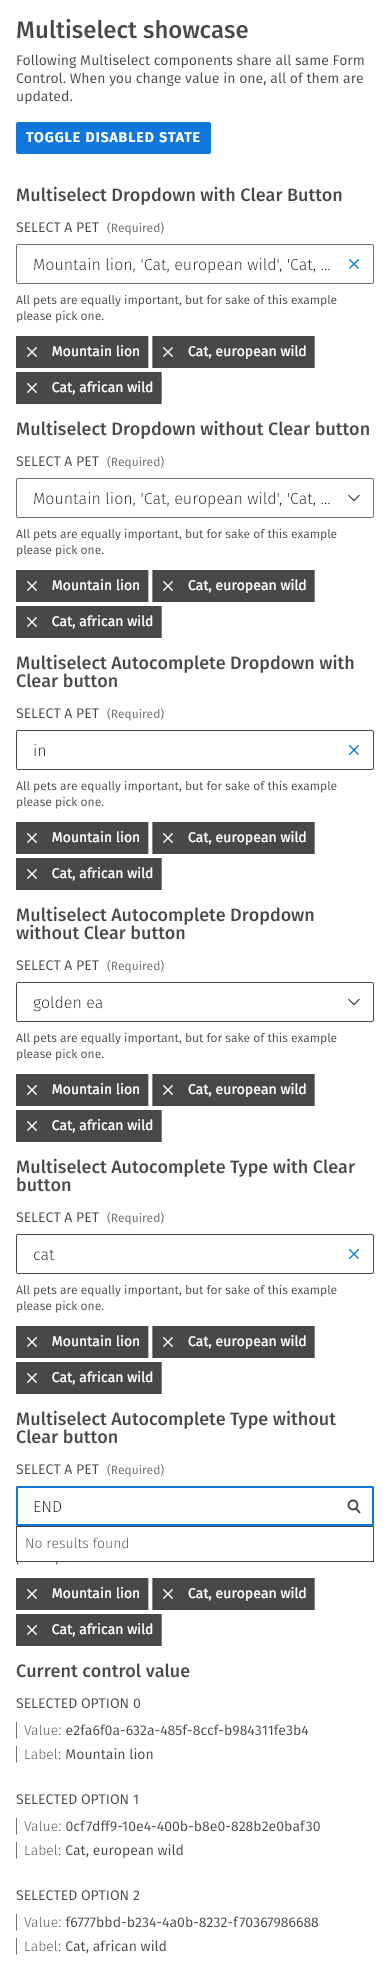 Multiselect showcase
Following Multiselect components share all same Form
Control. When you change value in one, all of them are
updated.
TOGGLE DISABLED STATE
Multiselect Dropdown with Clear Button
SELECT A PET (Required)
Mountain lion, 'Cat, european wild', 'Cat, ...
All pets are equally important, but for sake of this example
please pick one.
Mountain lion Cat, european wild
Cat, african wild
Multiselect Dropdown without Clear button
SELECT A PET (Required)
Mountain lion, 'Cat, european wild', 'Cat, ...
All pets are equally important, but for sake of this example
please pick one.
Mountain lion Cat, european wild
Cat, african wild
Multiselect Autocomplete Dropdown with
Clear button
SELECT A PET (Required)
in
All pets are equally important, but for sake of this example
please pick one.
Mountain lion Cat, european wild
Cat, african wild
Multiselect Autocomplete Dropdown
without Clear button
SELECT A PET (Required)
golden ea
All pets are equally important, but for sake of this example
please pick one.
Mountain lion Cat, european wild
Cat, african wild
Multiselect Autocomplete Type with Clear
button
SELECT A PET (Required)
cat
All pets are equally important, but for sake of this example
please pick one.
Mountain lion Cat, european wild
Cat, african wild
Multiselect Autocomplete Type without
Clear button
SELECT A PET (Required)
END
No results found
Mountain lion Cat, european wild
Cat, african wild
Current control value
SELECTED OPTION 0
Value: e2fa6f0a-632a-485f-8ccf-b984311fe3b4
Label: Mountain lion
SELECTED OPTION 1
Value: 0cf7dff9-10e4-400b-b8e0-828b2e0baf30
Label: Cat, european wild
SELECTED OPTION 2
Value: f6777bbd-b234-4a0b-8232-f70367986688
Label: Cat, african wild